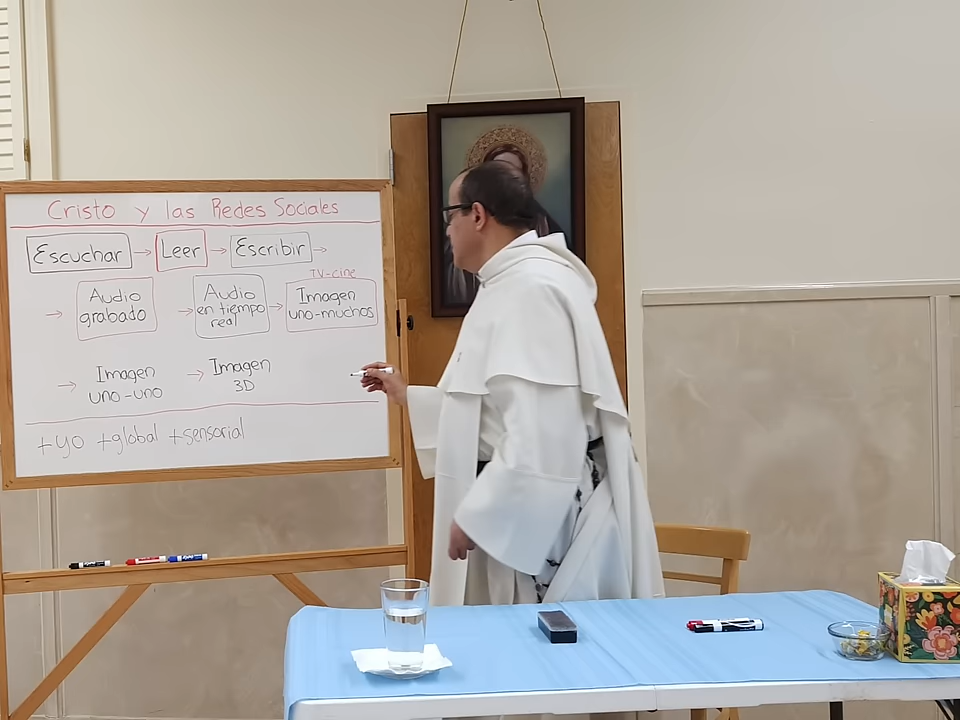 Cristo y las Redes Sociales
Escuchar → Leer → Escribir →
TV-cine
→ Audio grabado → Audio en tiempo real → Imagen uno-muchos
→ Imagen uno-uno → Imagen 3D
+yo +global +sensorial